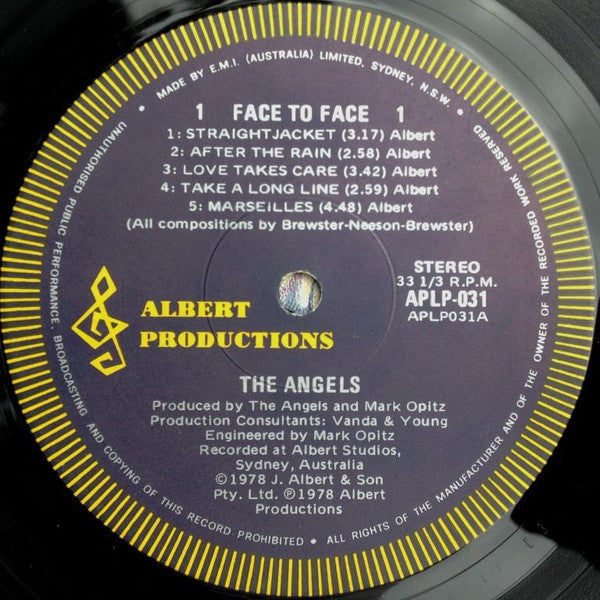 MADE BY E.M.I. (AUSTRALIA) LIMITED, SYDNEY, N.S.W. •
UNAUTHORISED PUBLIC PERFORMANCE, BROADCASTING AND COPYING OF THIS RECORD PROHIBITED • ALL RIGHTS OF THE MANUFACTURER AND OF THE OWNER OF THE RECORDED WORK RESERVED
1 FACE TO FACE 1
1: STRAIGHTJACKET (3.17) Albert
2: AFTER THE RAIN (2.58) Albert
3: LOVE TAKES CARE (3.42) Albert
4: TAKE A LONG LINE (2.59) Albert
5: MARSEILLES (4.48) Albert
(All compositions by Brewster-Neeson-Brewster)
STEREO
33 1/3 R.P.M.
APLP-031
APLP031A
ALBERT
PRODUCTIONS
THE ANGELS
Produced by The Angels and Mark Opitz
Production Consultants: Vanda & Young
Engineered by Mark Opitz
Recorded at Albert Studios,
Sydney, Australia
©1978 J. Albert & Son
Pty. Ltd. ℗1978 Albert
Productions